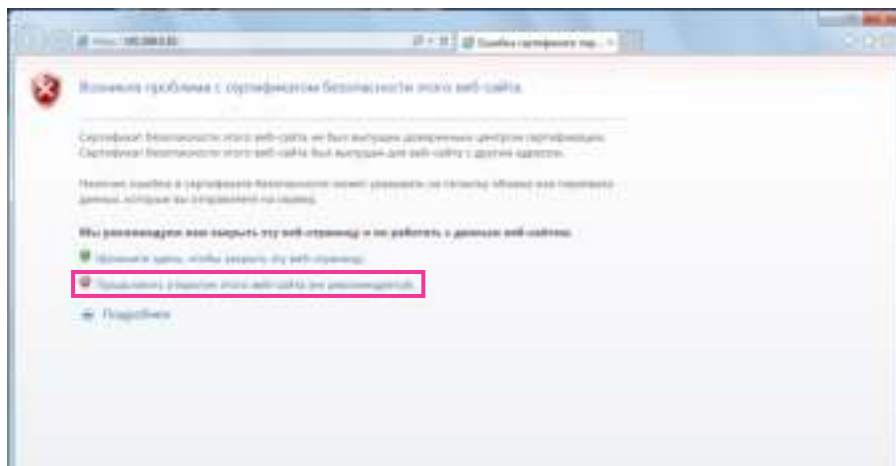 Ошибка сертификата без...
Возникла проблема с сертификатом безопасности этого веб-сайта.
Сертификат безопасности этого веб-сайта не был выпущен доверенным центром сертификации.
Сертификат безопасности этого веб-сайта был выпущен для веб-сайта с другим адресом.
Наличие ошибок в сертификате безопасности может указывать на попытку обмана или перехвата
данных, которые вы отправляете на сервер.
Мы рекомендуем вам закрыть эту веб-страницу и не работать с данным веб-сайтом.
Щелкните здесь, чтобы закрыть эту веб-страницу.
Продолжить открытие этого веб-сайта (не рекомендуется).
Подробнее